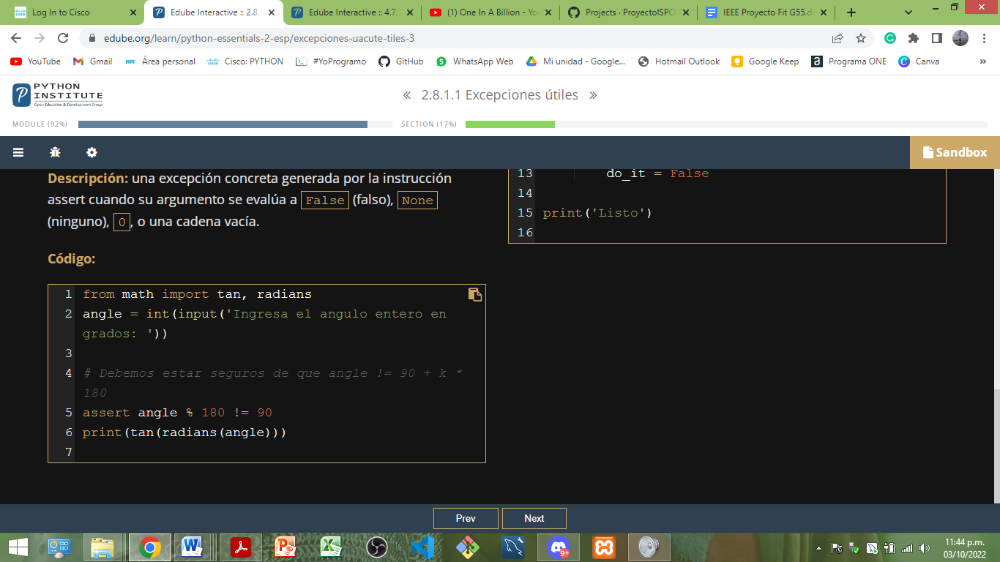 Log In to Cisco
Edube Interactive :: 2.8.
Edube Interactive :: 4.7.
(1) One In A Billion - Yo
Projects · ProyectoISPC
IEEE Proyecto Fit G55.d
edube.org/learn/python-essentials-2-esp/excepciones-uacute-tiles-3
YouTube
Gmail
ISPC
Área personal
Cisco: PYTHON
#YoProgramo
GitHub
5
WhatsApp Web
Mi unidad - Google...
Hotmail Outlook
Google Keep
a
Programa ONE
Canva
»
PYTHON
INSTITUTE
Open Education & Development Group
« 2.8.1.1 Excepciones útiles »
MODULE (92%)
SECTION (17%)
Sandbox
Descripción: una excepción concreta generada por la instrucción
assert cuando su argumento se evalúa a False (falso), None
(ninguno), 0, o una cadena vacía.
Código:
1 from math import tan, radians
2 angle = int(input('Ingresa el angulo entero en
grados: '))
3
4 # Debemos estar seguros de que angle != 90 + k *
180
5 assert angle % 180 != 90
6 print(tan(radians(angle)))
7
13 do_it = False
14
15 print('Listo')
16
Prev
Next
9+
11:44 p.m.
03/10/2022